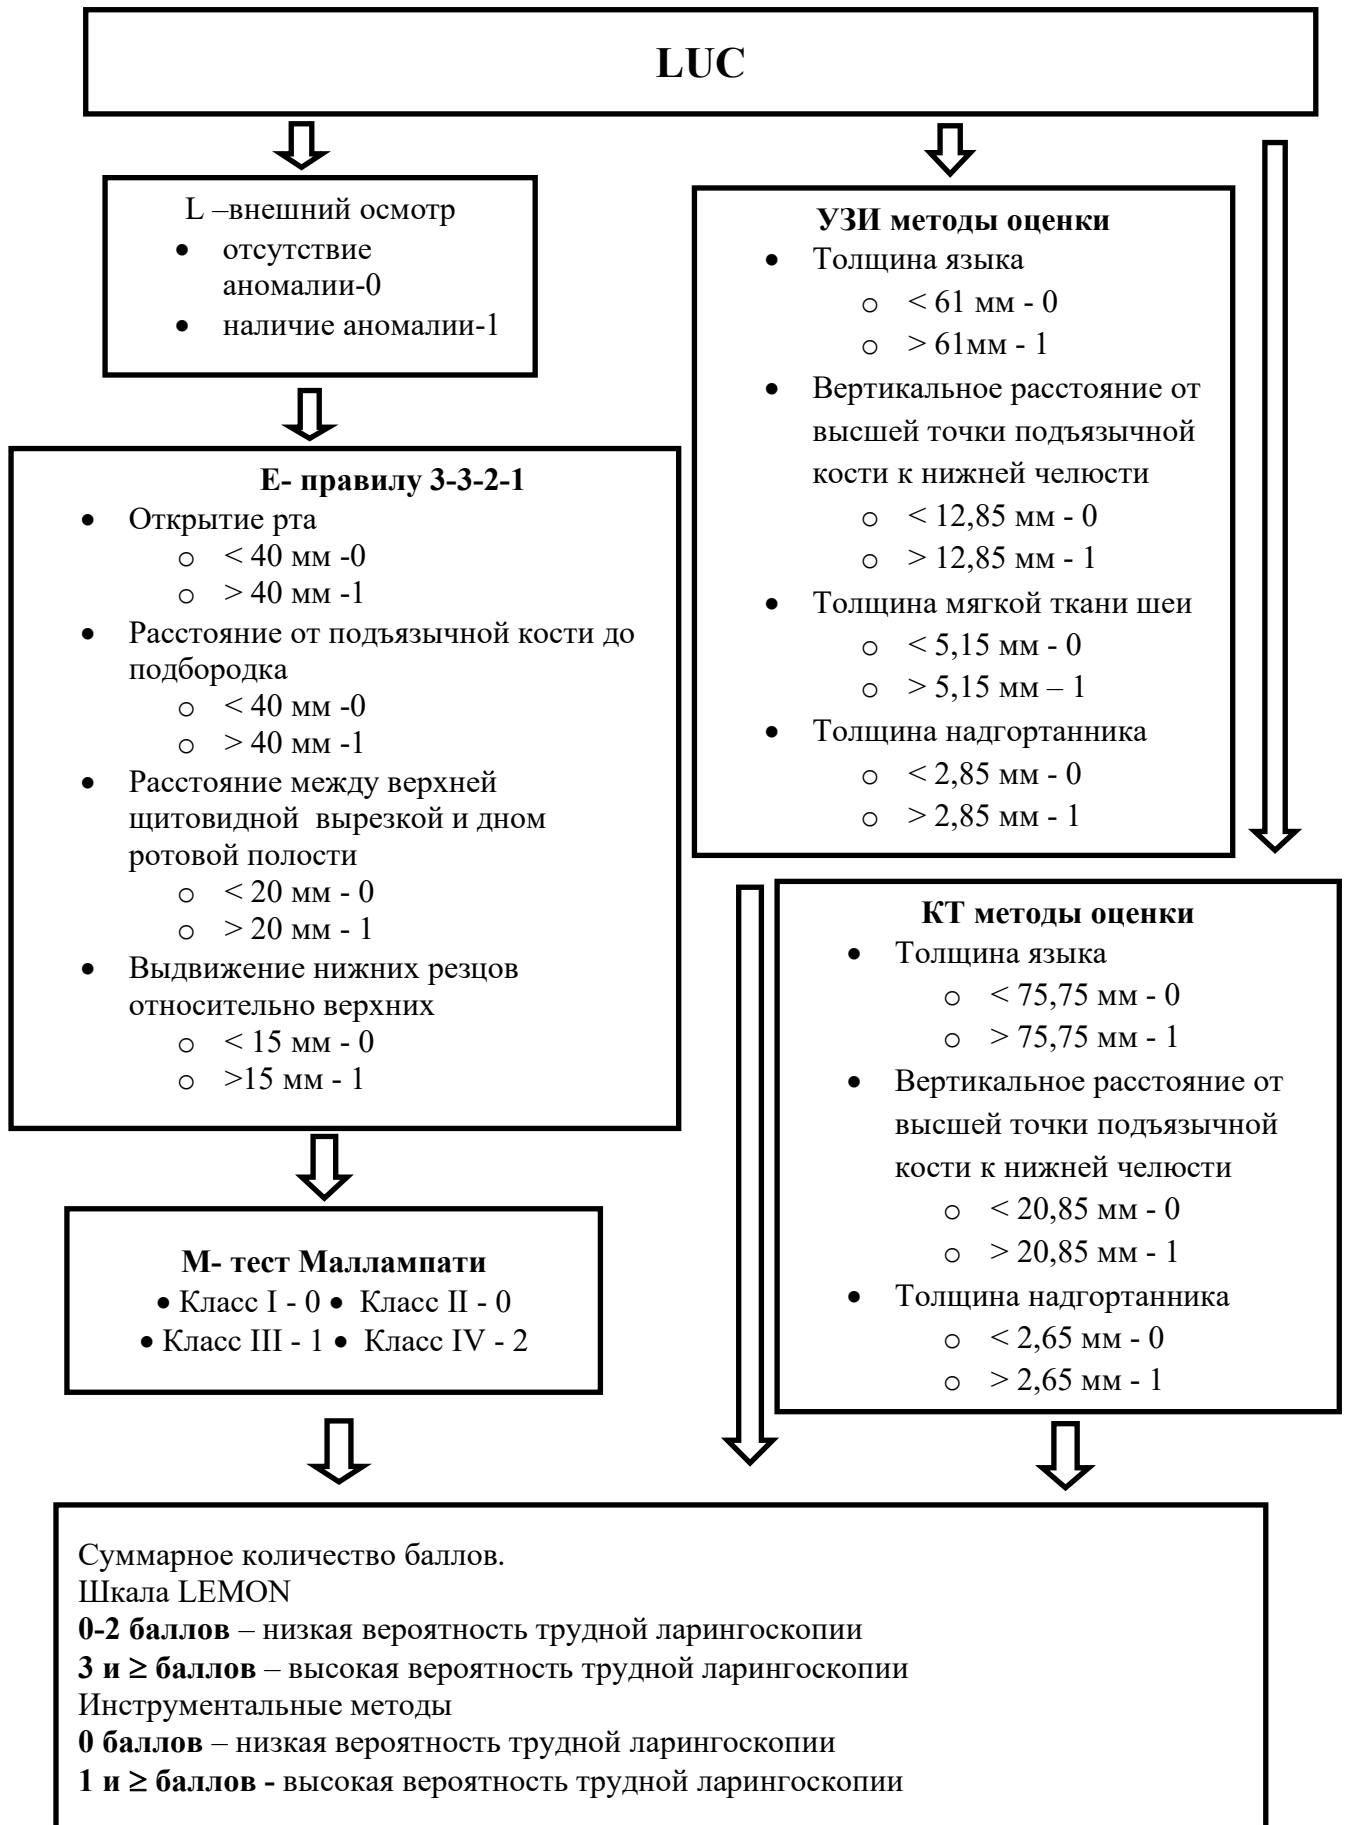 LUC
L –внешний осмотр
• отсутствие
аномалии-0
• наличие аномалии-1
Е- правилу 3-3-2-1
• Открытие рта
o < 40 мм -0
o > 40 мм -1
• Расстояние от подъязычной кости до
подбородка
o < 40 мм -0
o > 40 мм -1
• Расстояние между верхней
щитовидной вырезкой и дном
ротовой полости
o < 20 мм - 0
o > 20 мм - 1
• Выдвижение нижних резцов
относительно верхних
o < 15 мм - 0
o >15 мм - 1
М- тест Маллампати
• Класс I - 0 • Класс II - 0
• Класс III - 1 • Класс IV - 2
УЗИ методы оценки
• Толщина языка
o < 61 мм - 0
o > 61мм - 1
• Вертикальное расстояние от
высшей точки подъязычной
кости к нижней челюсти
o < 12,85 мм - 0
o > 12,85 мм - 1
• Толщина мягкой ткани шеи
o < 5,15 мм - 0
o > 5,15 мм – 1
• Толщина надгортанника
o < 2,85 мм - 0
o > 2,85 мм - 1
КТ методы оценки
• Толщина языка
o < 75,75 мм - 0
o > 75,75 мм - 1
• Вертикальное расстояние от
высшей точки подъязычной
кости к нижней челюсти
o < 20,85 мм - 0
o > 20,85 мм - 1
• Толщина надгортанника
o < 2,65 мм - 0
o > 2,65 мм - 1
Суммарное количество баллов.
Шкала LEMON
0-2 баллов – низкая вероятность трудной ларингоскопии
3 и ≥ баллов – высокая вероятность трудной ларингоскопии
Инструментальные методы
0 баллов – низкая вероятность трудной ларингоскопии
1 и ≥ баллов - высокая вероятность трудной ларингоскопии